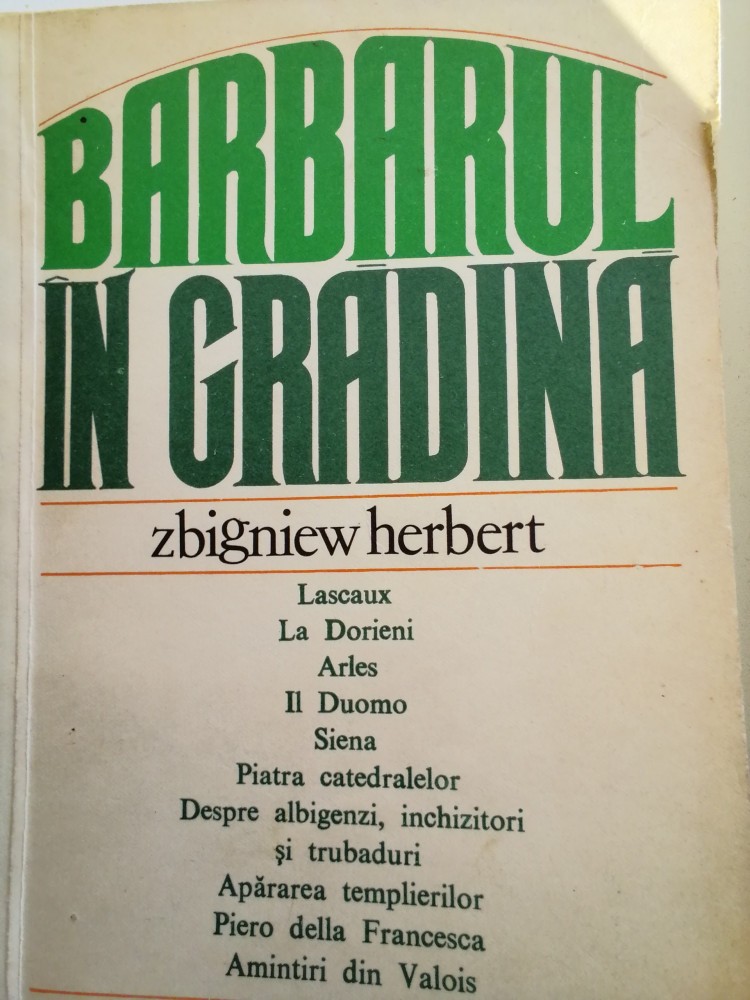 BARBARUL
ÎN GRĂDINĂ
zbigniew herbert
Lascaux
La Dorieni
Arles
Il Duomo
Siena
Piatra catedralelor
Despre albigenzi, inchizitori
și trubaduri
Apărarea templierilor
Piero della Francesca
Amintiri din Valois